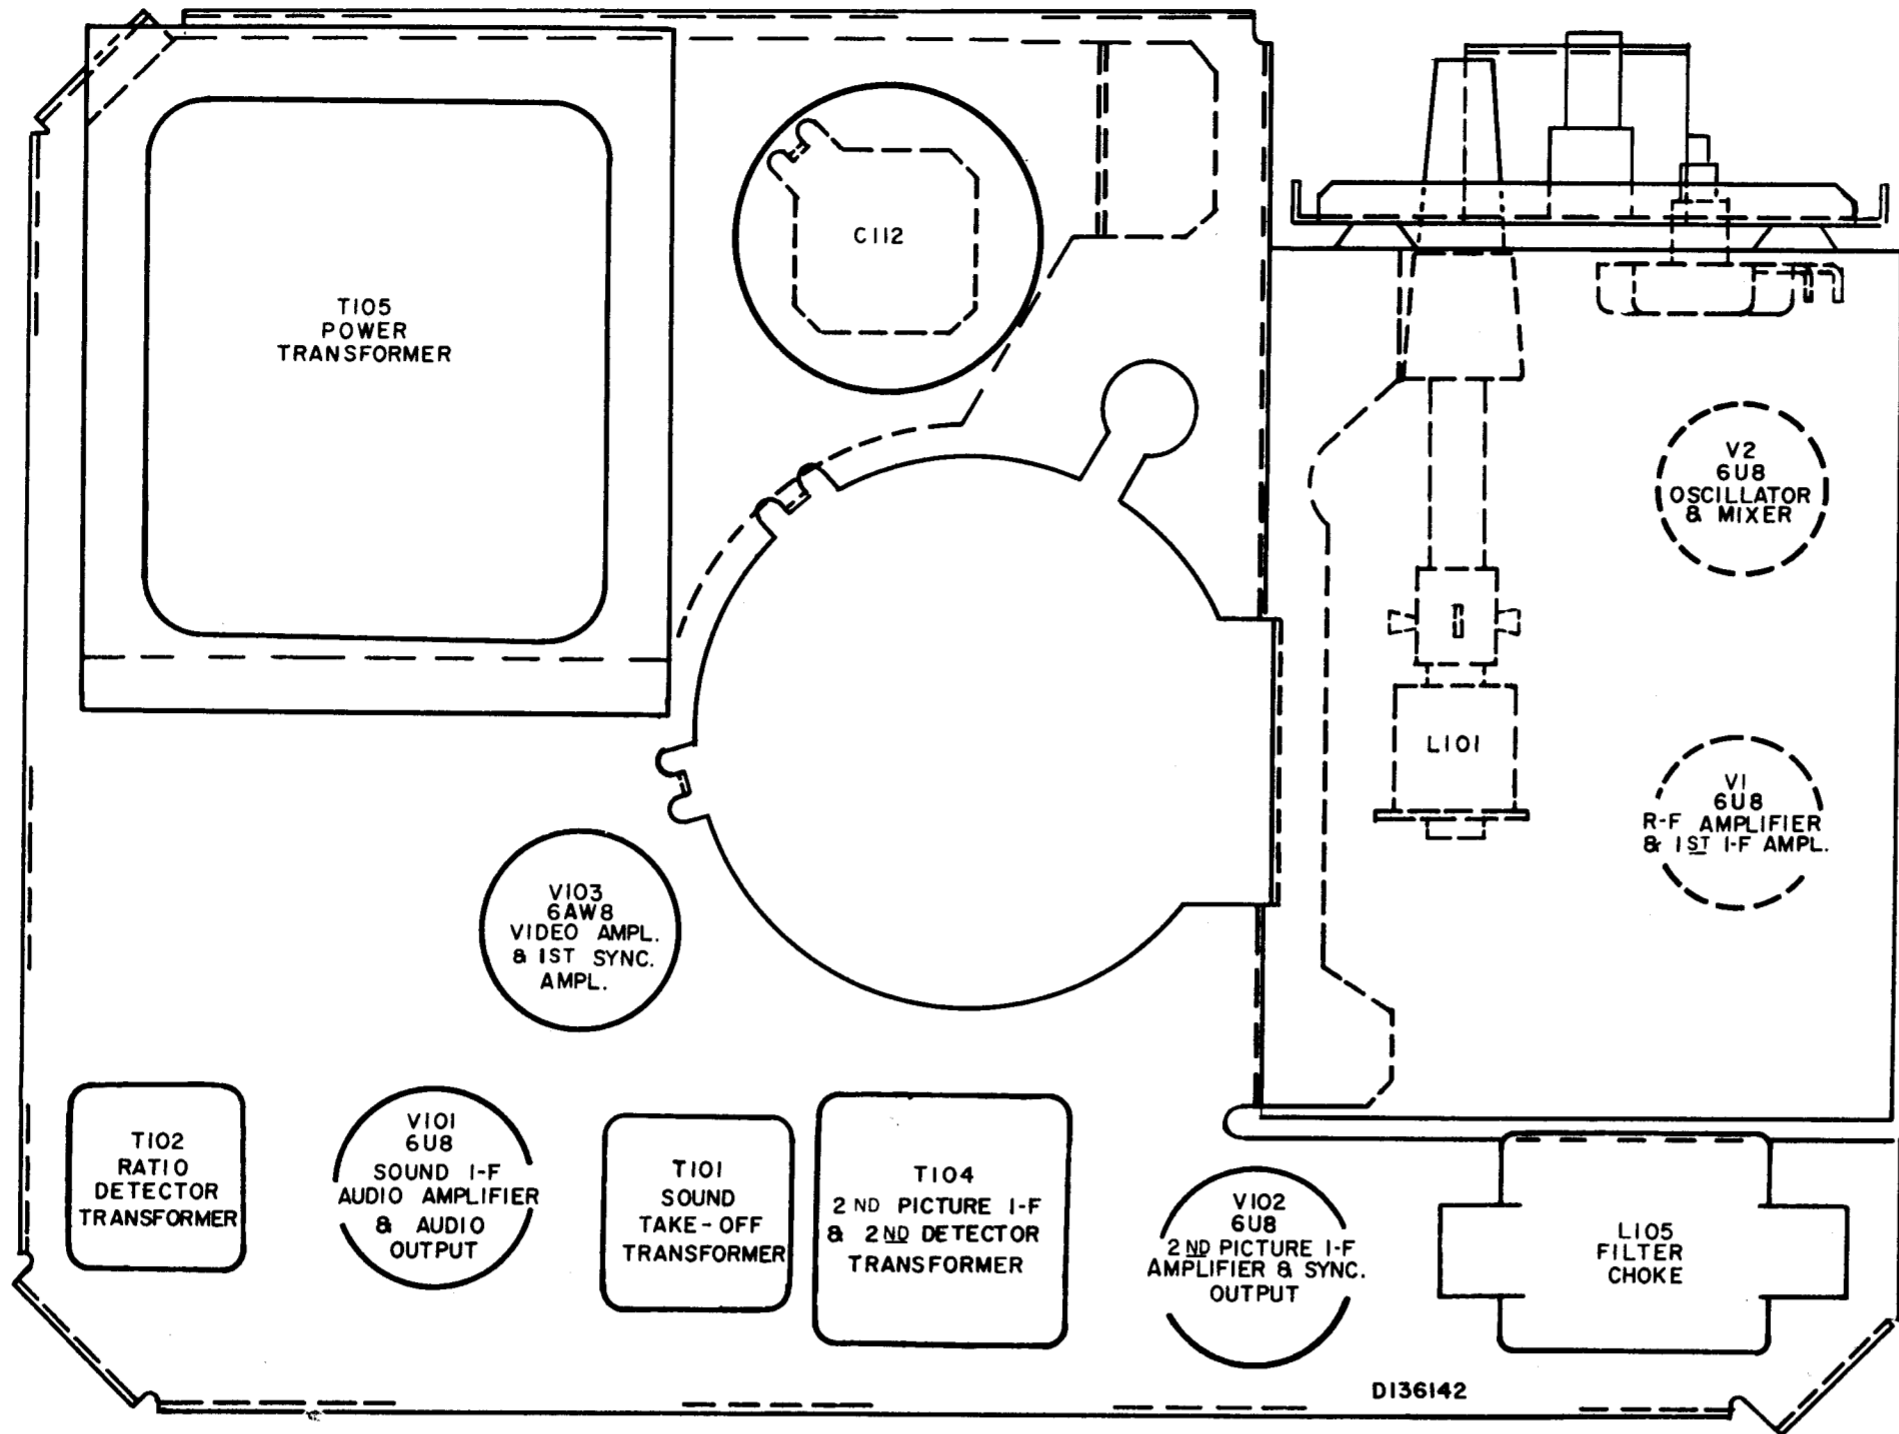 T105
POWER
TRANSFORMER
C112
V2
6U8
OSCILLATOR
& MIXER
L101
V1
6U8
R-F AMPLIFIER
& 1ST I-F AMPL.
V103
6AW8
VIDEO AMPL.
& 1ST SYNC.
AMPL.
T102
RATIO
DETECTOR
TRANSFORMER
V101
6U8
SOUND I-F
AUDIO AMPLIFIER
& AUDIO
OUTPUT
T101
SOUND
TAKE-OFF
TRANSFORMER
T104
2ND PICTURE I-F
& 2ND DETECTOR
TRANSFORMER
V102
6U8
2ND PICTURE I-F
AMPLIFIER & SYNC.
OUTPUT
L105
FILTER
CHOKE
D136142